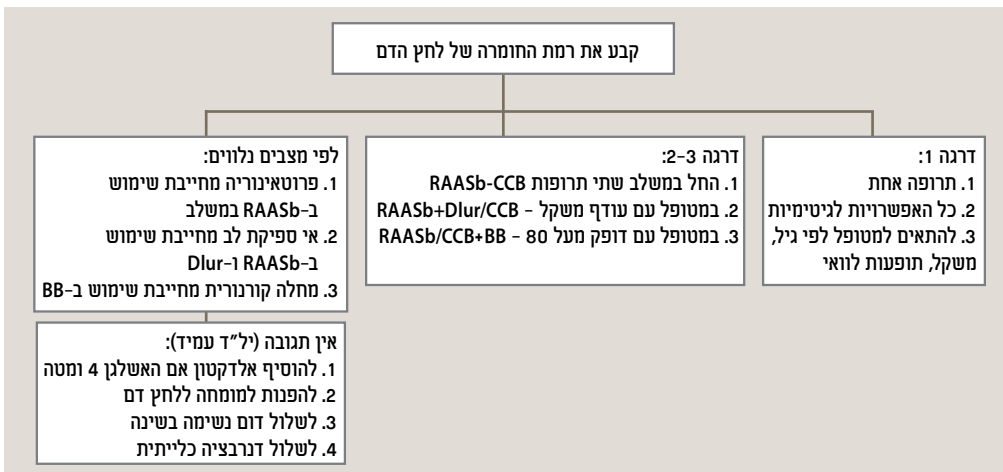 קבע את רמת החומרה של לחץ הדם
דרגה 1:
1. תרופה אחת
2. כל האפשרויות לגיטימיות
3. להתאים למטופל לפי גיל,
משקל, תופעות לוואי
דרגה 2-3:
1. החל במשלב שתי תרופות RAASb-CCB
2. במטופל עם עודף משקל - RAASb+Dlur/CCB
3. במטופל עם דופק מעל 80 - RAASb/CCB+BB
לפי מצבים נלווים:
1. פרוטאינוריה מחייבת שימוש
ב-RAASb במשלב
2. אי ספיקת לב מחייבת שימוש
ב-RAASb ו-Dlur
3. מחלה קורנורית מחייבת שימוש ב-BB
אין תגובה (יל"ד עמיד):
1. להוסיף אלדקטון אם האשלגן 4 ומטה
2. להפנות למומחה ללחץ דם
3. לשלול דום נשימה בשינה
4. לשלול דנרבציה כלייתית